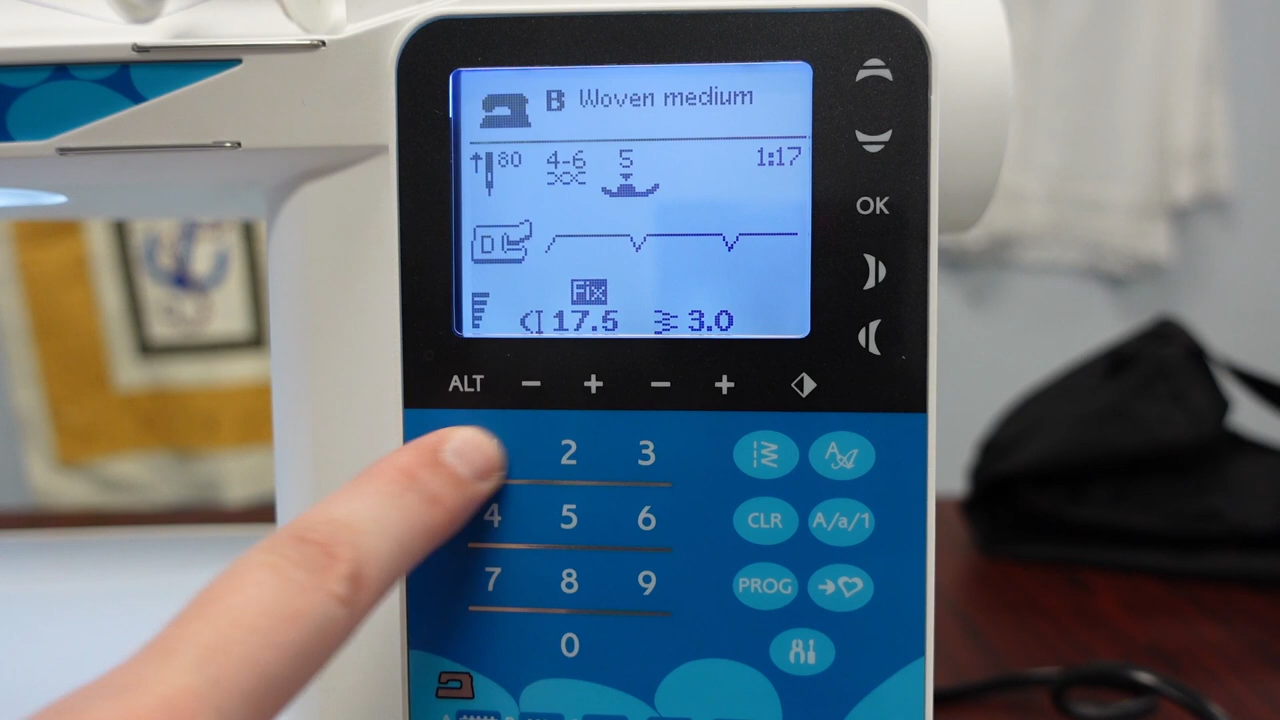 B Woven medium
80 4-6 5 1:17
Fix
17.5 3.0
OK
ALT − + − +
2 3
4 5 6
CLR A/a/1
7 8 9
PROG
0